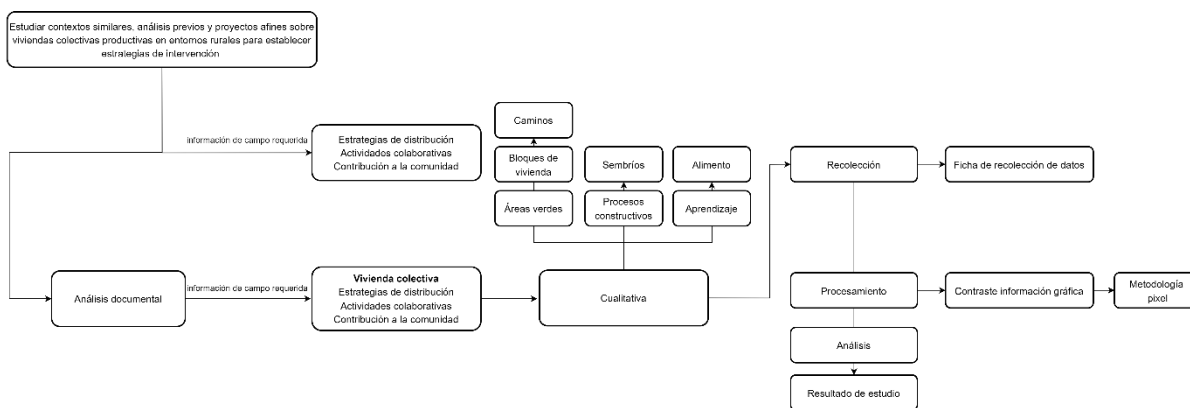 Estudiar contextos similares, análisis previos y proyectos afines sobre
viviendas colectivas productivas en entornos rurales para establecer
estrategias de intervención
información de campo requerida
Estrategias de distribución
Actividades colaborativas
Contribución a la comunidad
Caminos
Bloques de
vivienda
Áreas verdes
Sembríos
Procesos
constructivos
Alimento
Aprendizaje
Recolección
Ficha de recolección de datos
Análisis documental
información de campo requerida
Vivienda colectiva
Estrategias de distribución
Actividades colaborativas
Contribución a la comunidad
Cualitativa
Procesamiento
Contraste información gráfica
Metodología
pixel
Análisis
Resultado de estudio